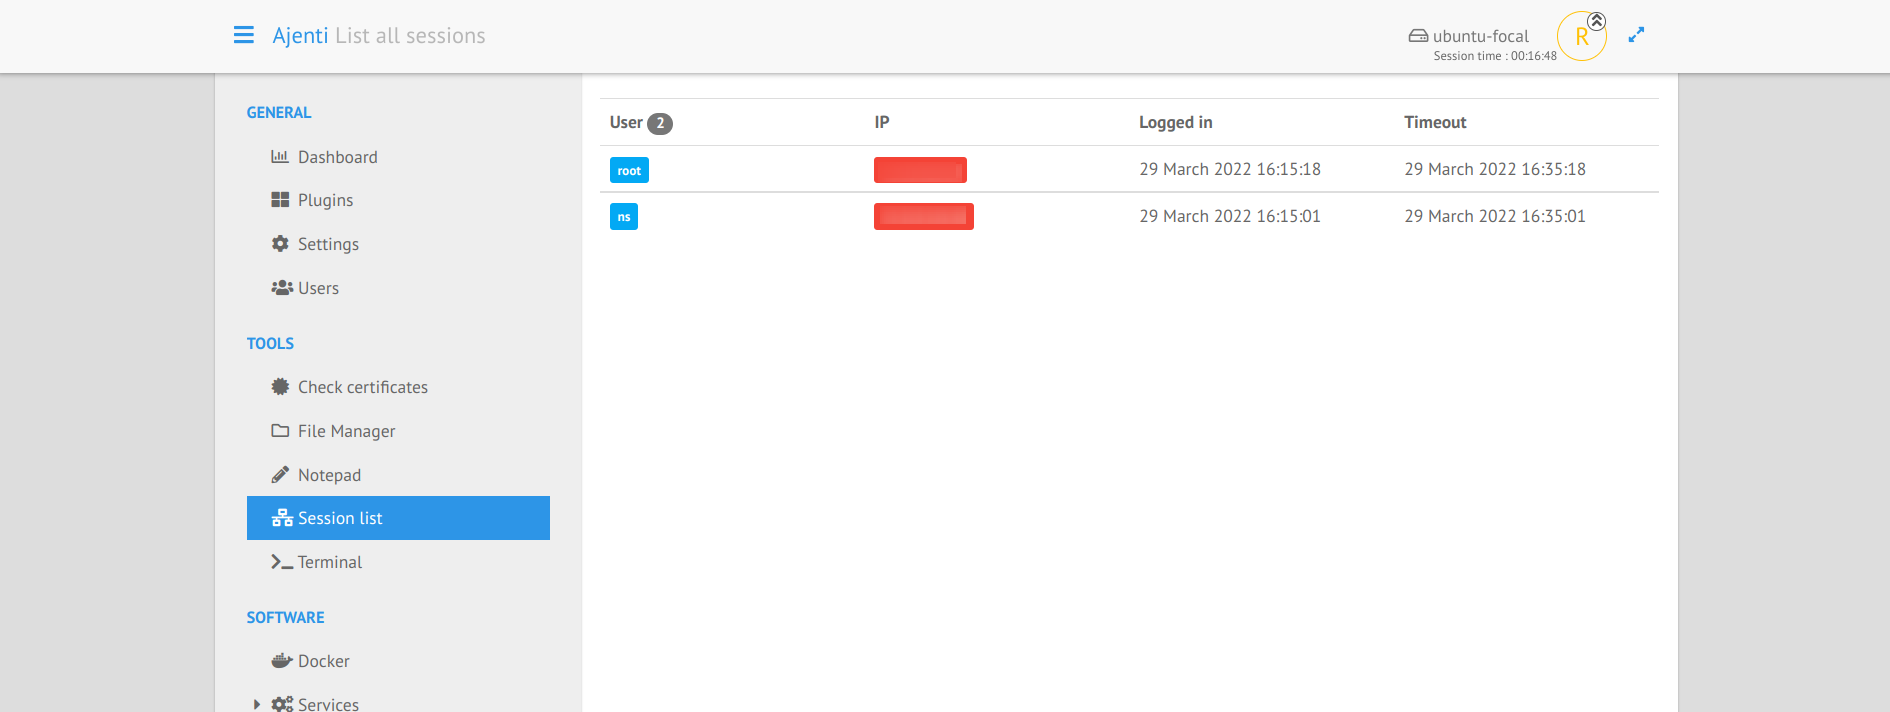 Ajenti List all sessions
ubuntu-focal
Session time : 00:16:48
R
GENERAL
Dashboard
Plugins
Settings
Users
TOOLS
Check certificates
File Manager
Notepad
Session list
Terminal
SOFTWARE
Docker
Services
User 2 IP Logged in Timeout
root 29 March 2022 16:15:18 29 March 2022 16:35:18
ns 29 March 2022 16:15:01 29 March 2022 16:35:01